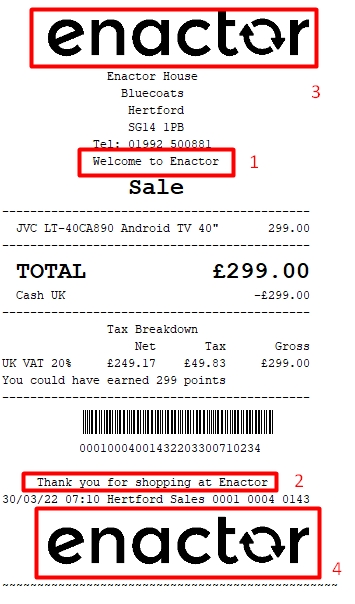 enactor
3
Enactor House
Bluecoats
Hertford
SG14 1PB
Tel: 01992 500881
Welcome to Enactor 1
Sale
JVC LT-40CA890 Android TV 40" 299.00
TOTAL £299.00
Cash UK -£299.00
Tax Breakdown
Net Tax Gross
UK VAT 20% £249.17 £49.83 £299.00
You could have earned 299 points
00010004001432203300710234
Thank you for shopping at Enactor 2
30/03/22 07:10 Hertford Sales 0001 0004 0143
enactor
4